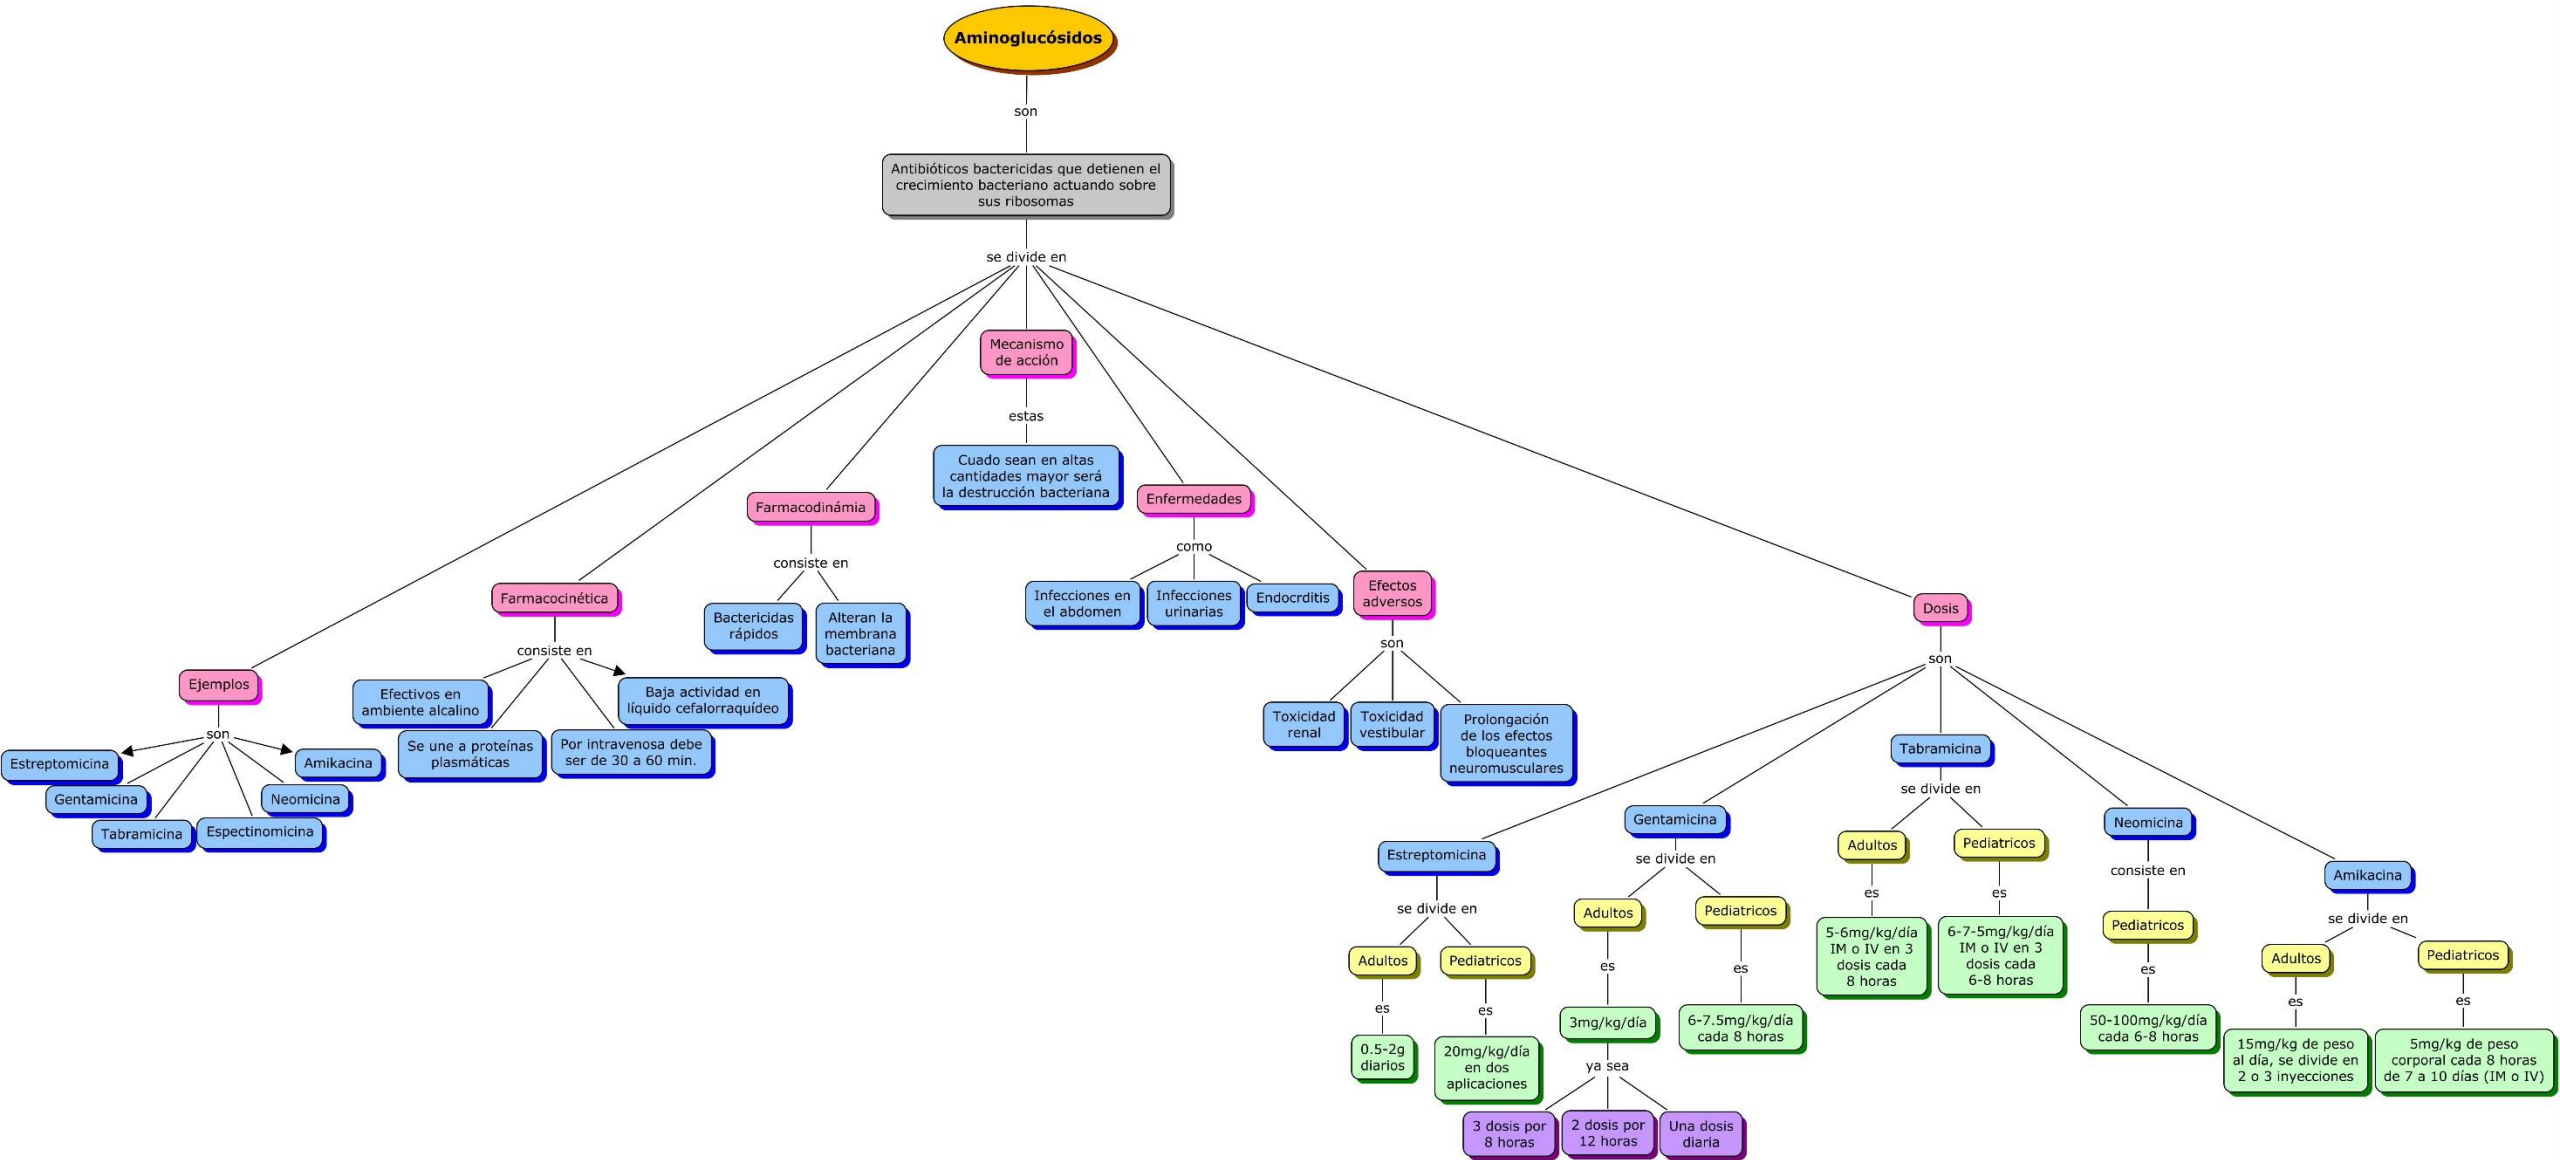 Aminoglucósidos
son
Antibióticos bactericidas que detienen el
crecimiento bacteriano actuando sobre
sus ribosomas
se divide en
Ejemplos
son
Estreptomicina
Gentamicina
Tabramicina
Espectinomicina
Neomicina
Amikacina
Farmacocinética
consiste en
Efectivos en
ambiente alcalino
Se une a proteínas
plasmáticas
Por intravenosa debe
ser de 30 a 60 min.
Baja actividad en
líquido cefalorraquídeo
Farmacodinámia
consiste en
Bactericidas
rápidos
Alteran la
membrana
bacteriana
Mecanismo
de acción
estas
Cuado sean en altas
cantidades mayor será
la destrucción bacteriana
Enfermedades
como
Infecciones en
el abdomen
Infecciones
urinarias
Endocrditis
Efectos
adversos
son
Toxicidad
renal
Toxicidad
vestibular
Prolongación
de los efectos
bloqueantes
neuromusculares
Dosis
son
Estreptomicina
se divide en
Adultos
es
0.5-2g
diarios
Pediatricos
es
20mg/kg/día
en dos
aplicaciones
Gentamicina
se divide en
Adultos
es
3mg/kg/día
ya sea
3 dosis por
8 horas
2 dosis por
12 horas
Una dosis
diaria
Pediatricos
es
6-7.5mg/kg/día
cada 8 horas
Tabramicina
se divide en
Adultos
es
5-6mg/kg/día
IM o IV en 3
dosis cada
8 horas
Pediatricos
es
6-7-5mg/kg/día
IM o IV en 3
dosis cada
6-8 horas
Neomicina
consiste en
Pediatricos
es
50-100mg/kg/día
cada 6-8 horas
Amikacina
se divide en
Adultos
es
15mg/kg de peso
al día, se divide en
2 o 3 inyecciones
Pediatricos
es
5mg/kg de peso
corporal cada 8 horas
de 7 a 10 días (IM o IV)